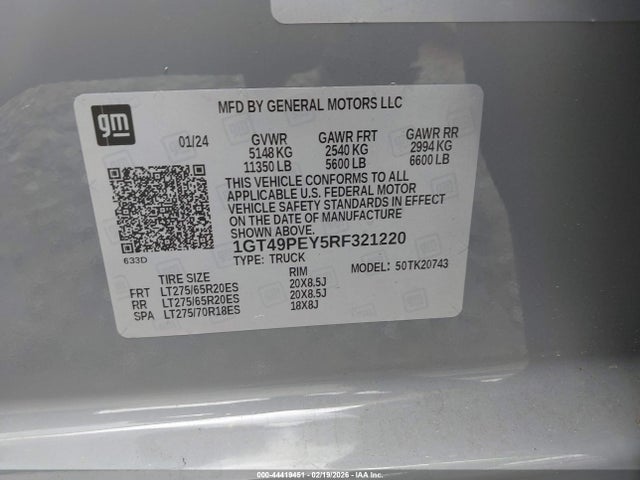 MFD BY GENERAL MOTORS LLC
gm
01/24 GVWR GAWR FRT GAWR RR
5148 KG 2540 KG 2994 KG
11350 LB 5600 LB 6600 LB
THIS VEHICLE CONFORMS TO ALL
APPLICABLE U.S. FEDERAL MOTOR
VEHICLE SAFETY STANDARDS IN EFFECT
ON THE DATE OF MANUFACTURE
SHOWN ABOVE.
1GT49PEY5RF321220
633D
TYPE: TRUCK MODEL: 50TK20743
TIRE SIZE RIM
FRT LT275/65R20ES 20X8.5J
RR LT275/65R20ES 20X8.5J
SPA LT275/70R18ES 18X8J
000-44419451 - 02/19/2026 - IAAI.COM